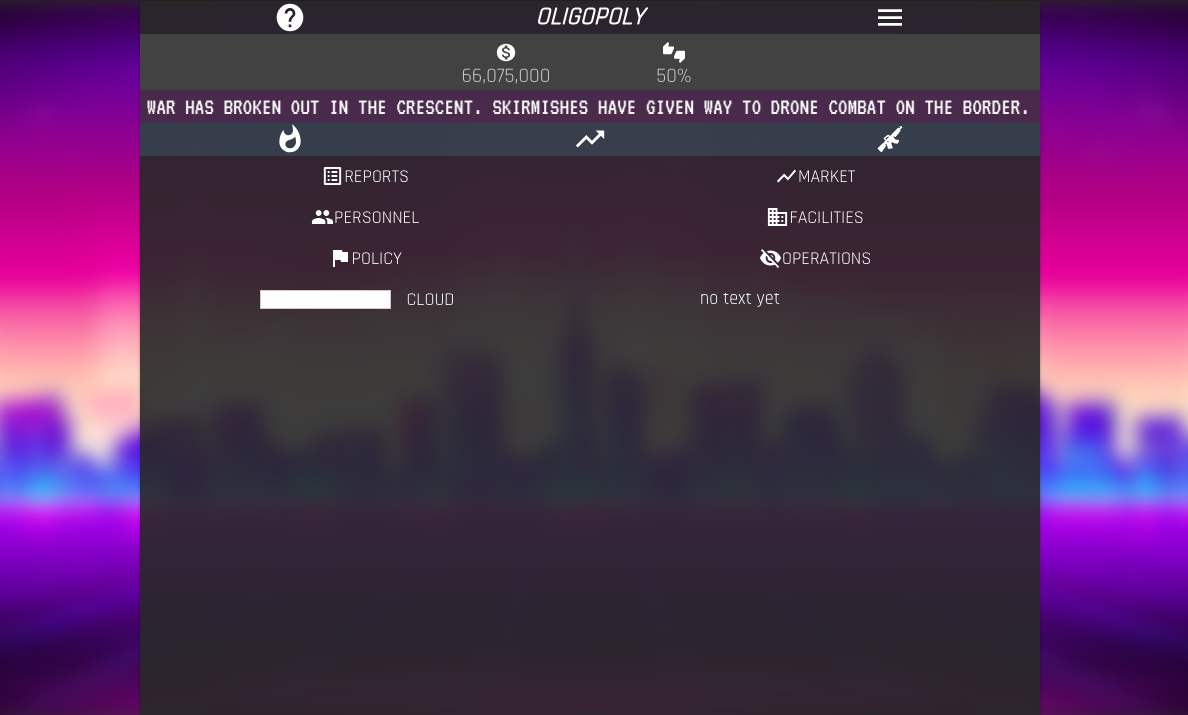 OLIGOPOLY
66,075,000 50%
WAR HAS BROKEN OUT IN THE CRESCENT. SKIRMISHES HAVE GIVEN WAY TO DRONE COMBAT ON THE BORDER.
REPORTS MARKET
PERSONNEL FACILITIES
POLICY OPERATIONS
CLOUD no text yet